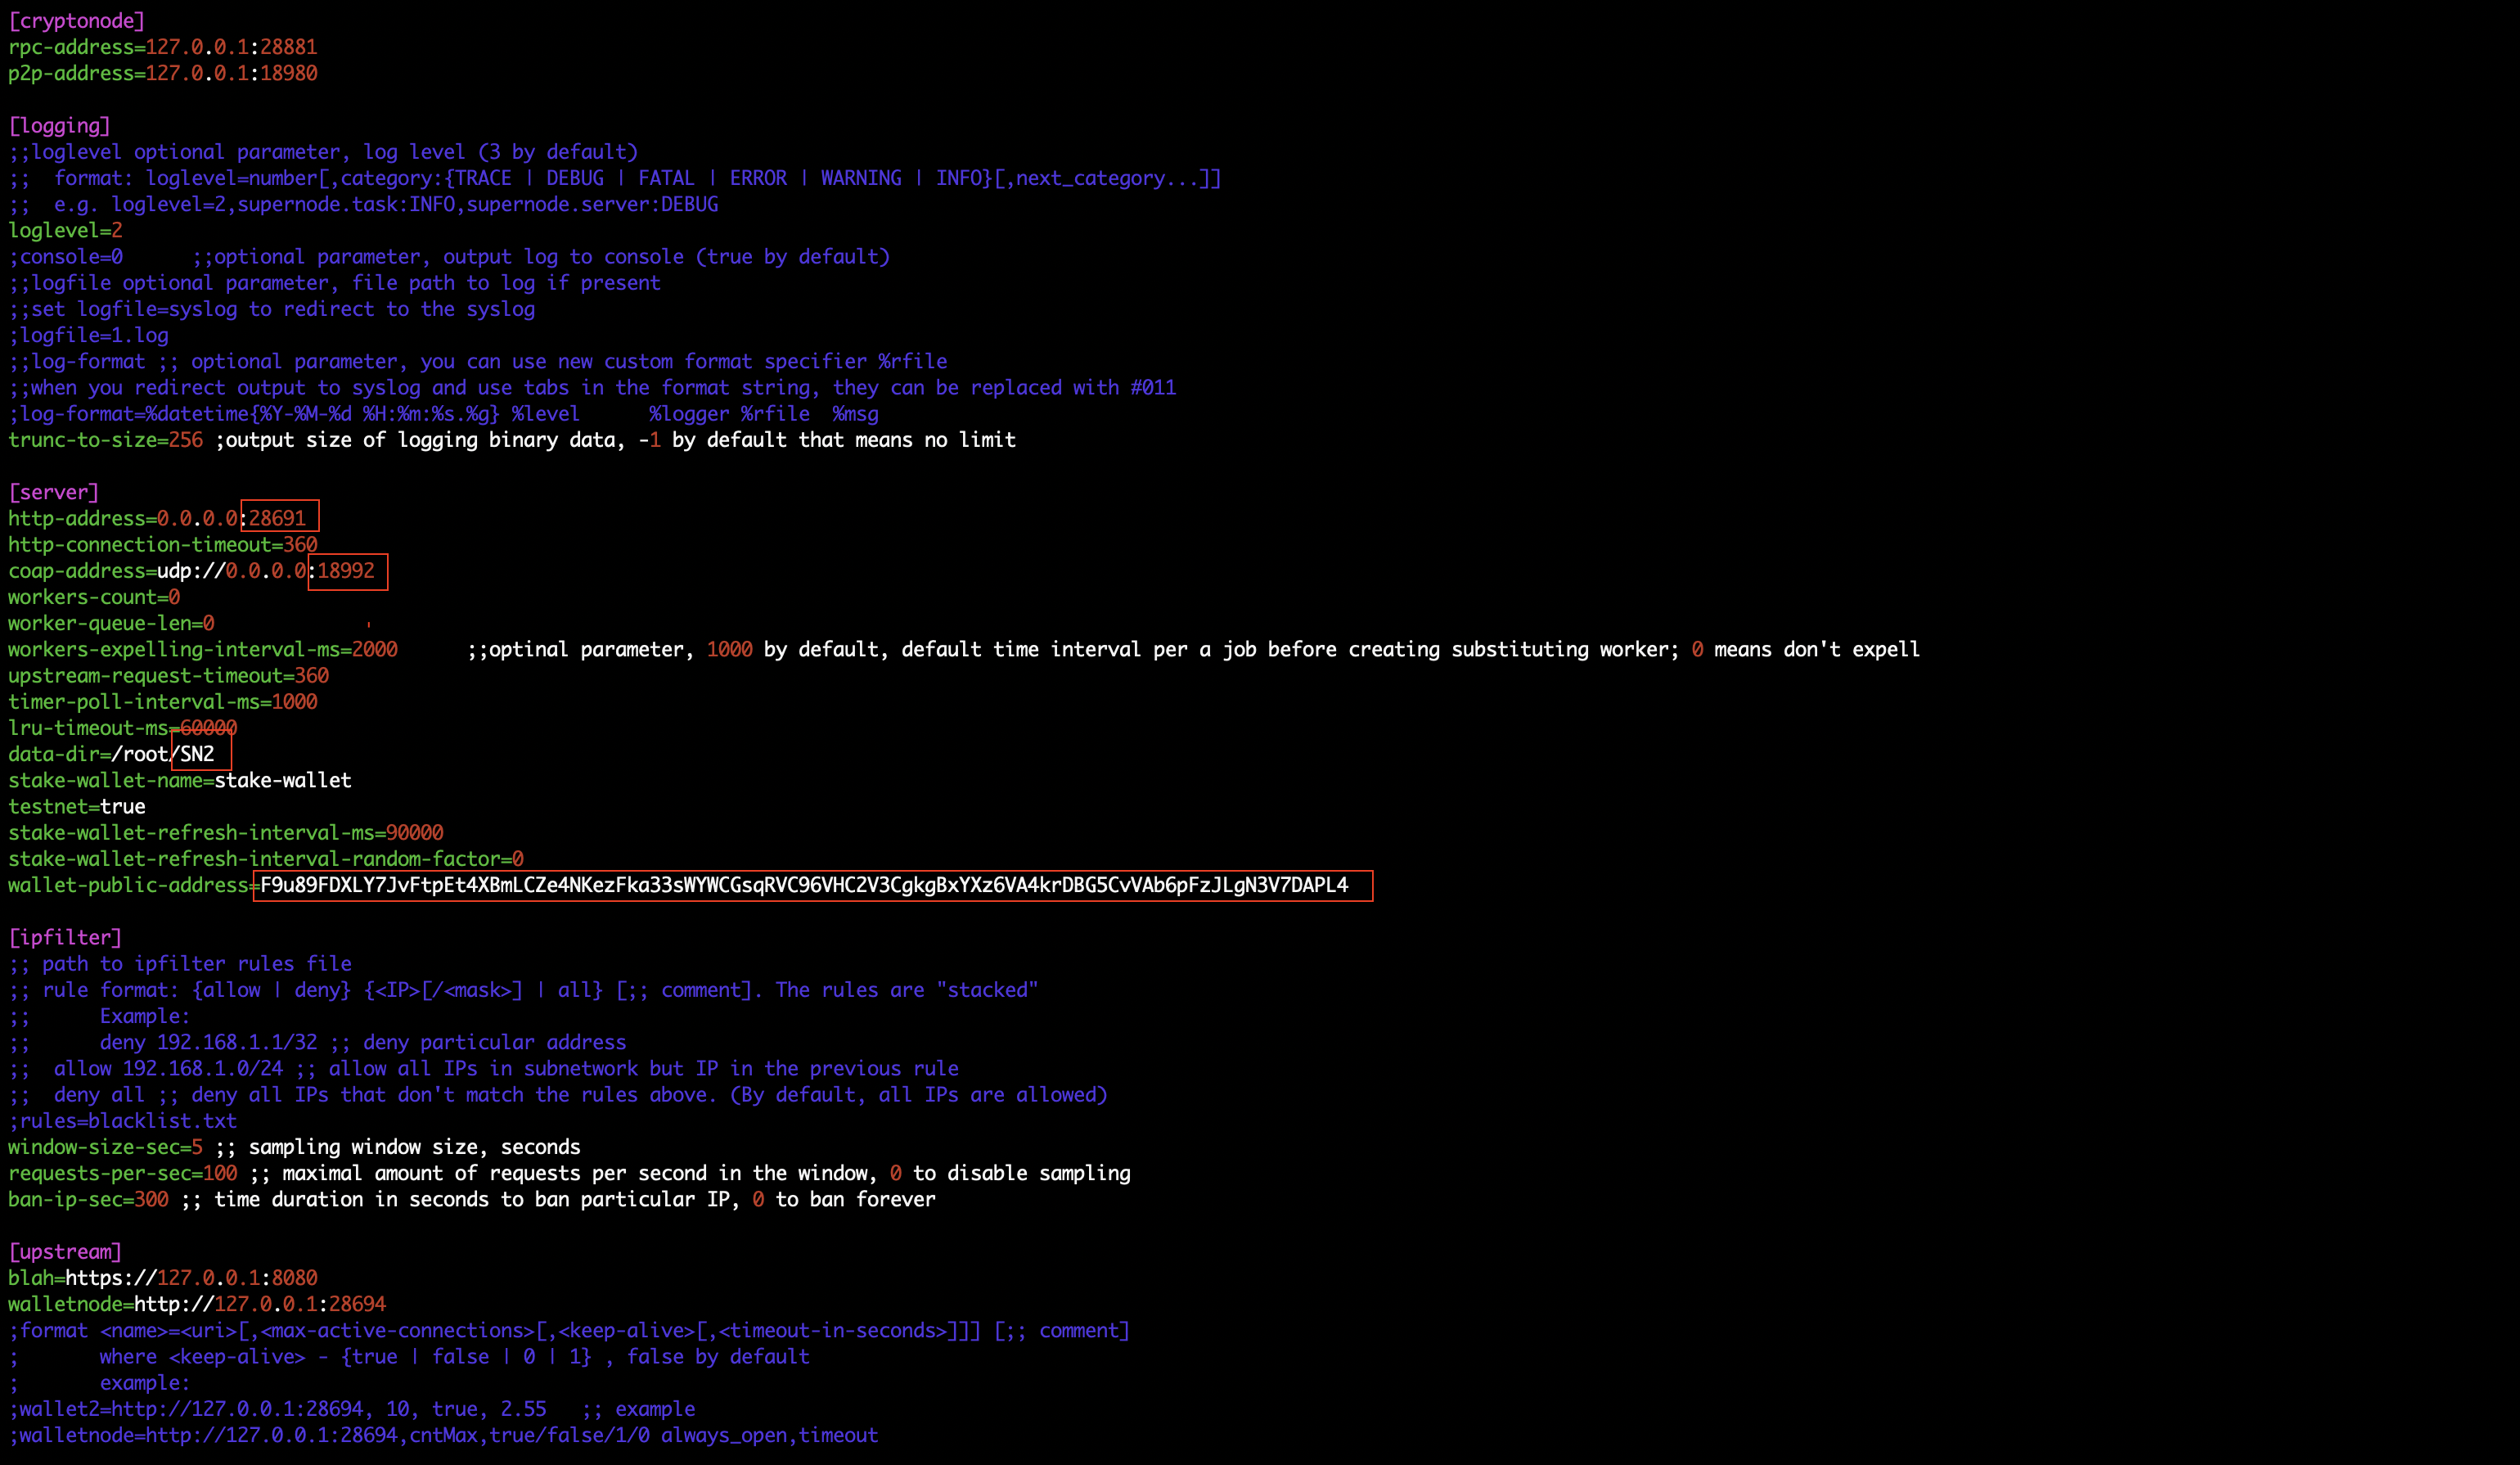 [cryptonode]
rpc-address=127.0.0.1:28881
p2p-address=127.0.0.1:18980
[logging]
;;loglevel optional parameter, log level (3 by default)
;;  format: loglevel=number[,category:{TRACE | DEBUG | FATAL | ERROR | WARNING | INFO}[,next_category...]]
;;  e.g. loglevel=2,supernode.task:INFO,supernode.server:DEBUG
loglevel=2
;console=0      ;;optional parameter, output log to console (true by default)
;;logfile optional parameter, file path to log if present
;;set logfile=syslog to redirect to the syslog
;logfile=1.log
;;log-format ;; optional parameter, you can use new custom format specifier %rfile
;;when you redirect output to syslog and use tabs in the format string, they can be replaced with #011
;log-format=%datetime{%Y-%M-%d %H:%m:%s.%g} %level      %logger %rfile  %msg
trunc-to-size=256 ;output size of logging binary data, -1 by default that means no limit
[server]
http-address=0.0.0.0:28691
http-connection-timeout=360
coap-address=udp://0.0.0.0:18992
workers-count=0
worker-queue-len=0
workers-expelling-interval-ms=2000      ;;optinal parameter, 1000 by default, default time interval per a job before creating substituting worker; 0 means don't expell
upstream-request-timeout=360
timer-poll-interval-ms=1000
lru-timeout-ms=60000
data-dir=/root/SN2
stake-wallet-name=stake-wallet
testnet=true
stake-wallet-refresh-interval-ms=90000
stake-wallet-refresh-interval-random-factor=0
wallet-public-address=F9u89FDXLY7JvFtpEt4XBmLCZe4NKezFka33sWYWCGsqRVC96VHC2V3CgkgBxYXz6VA4krDBG5CvVAb6pFzJLgN3V7DAPL4
[ipfilter]
;; path to ipfilter rules file
;; rule format: {allow | deny} {<IP>[/<mask>] | all} [;; comment]. The rules are "stacked"
;;      Example:
;;      deny 192.168.1.1/32 ;; deny particular address
;;  allow 192.168.1.0/24 ;; allow all IPs in subnetwork but IP in the previous rule
;;  deny all ;; deny all IPs that don't match the rules above. (By default, all IPs are allowed)
;rules=blacklist.txt
window-size-sec=5 ;; sampling window size, seconds
requests-per-sec=100 ;; maximal amount of requests per second in the window, 0 to disable sampling
ban-ip-sec=300 ;; time duration in seconds to ban particular IP, 0 to ban forever
[upstream]
blah=https://127.0.0.1:8080
walletnode=http://127.0.0.1:28694
;format <name>=<uri>[,<max-active-connections>[,<keep-alive>[,<timeout-in-seconds>]]] [;; comment]
;       where <keep-alive> - {true | false | 0 | 1} , false by default
;       example:
;wallet2=http://127.0.0.1:28694, 10, true, 2.55   ;; example
;walletnode=http://127.0.0.1:28694,cntMax,true/false/1/0 always_open,timeout